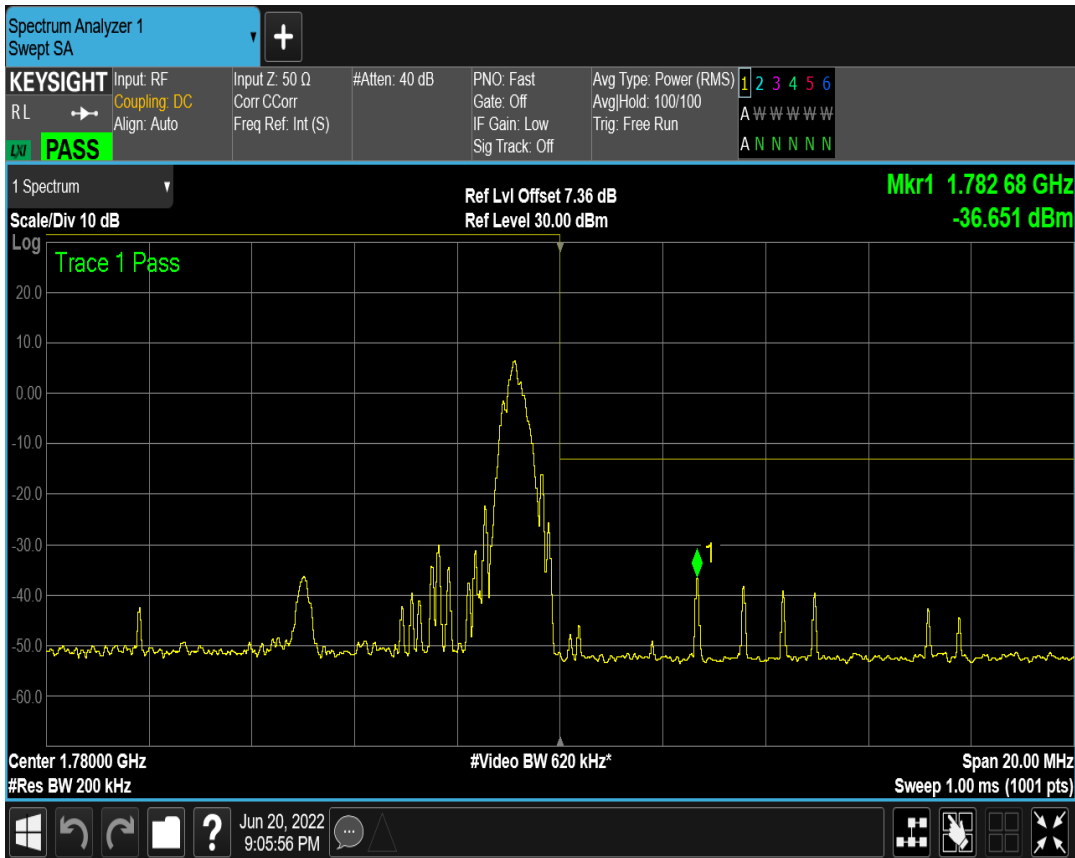 Spectrum Analyzer 1
Swept SA
+
KEYSIGHT
RL
LXI PASS
Input: RF
Coupling: DC
Align: Auto
Input Z: 50 Ω
Corr CCorr
Freq Ref: Int (S)
#Atten: 40 dB
PNO: Fast
Gate: Off
IF Gain: Low
Sig Track: Off
Avg Type: Power (RMS)
Avg|Hold: 100/100
Trig: Free Run
1 2 3 4 5 6
A W W W W W
A N N N N N
1 Spectrum
Scale/Div 10 dB
Ref Lvl Offset 7.36 dB
Ref Level 30.00 dBm
Mkr1 1.782 68 GHz
-36.651 dBm
Log
Trace 1 Pass
20.0
10.0
0.00
-10.0
-20.0
-30.0
1
-40.0
-50.0
-60.0
Center 1.78000 GHz
#Video BW 620 kHz*
Span 20.00 MHz
#Res BW 200 kHz
Sweep 1.00 ms (1001 pts)
?
Jun 20, 2022
9:05:56 PM